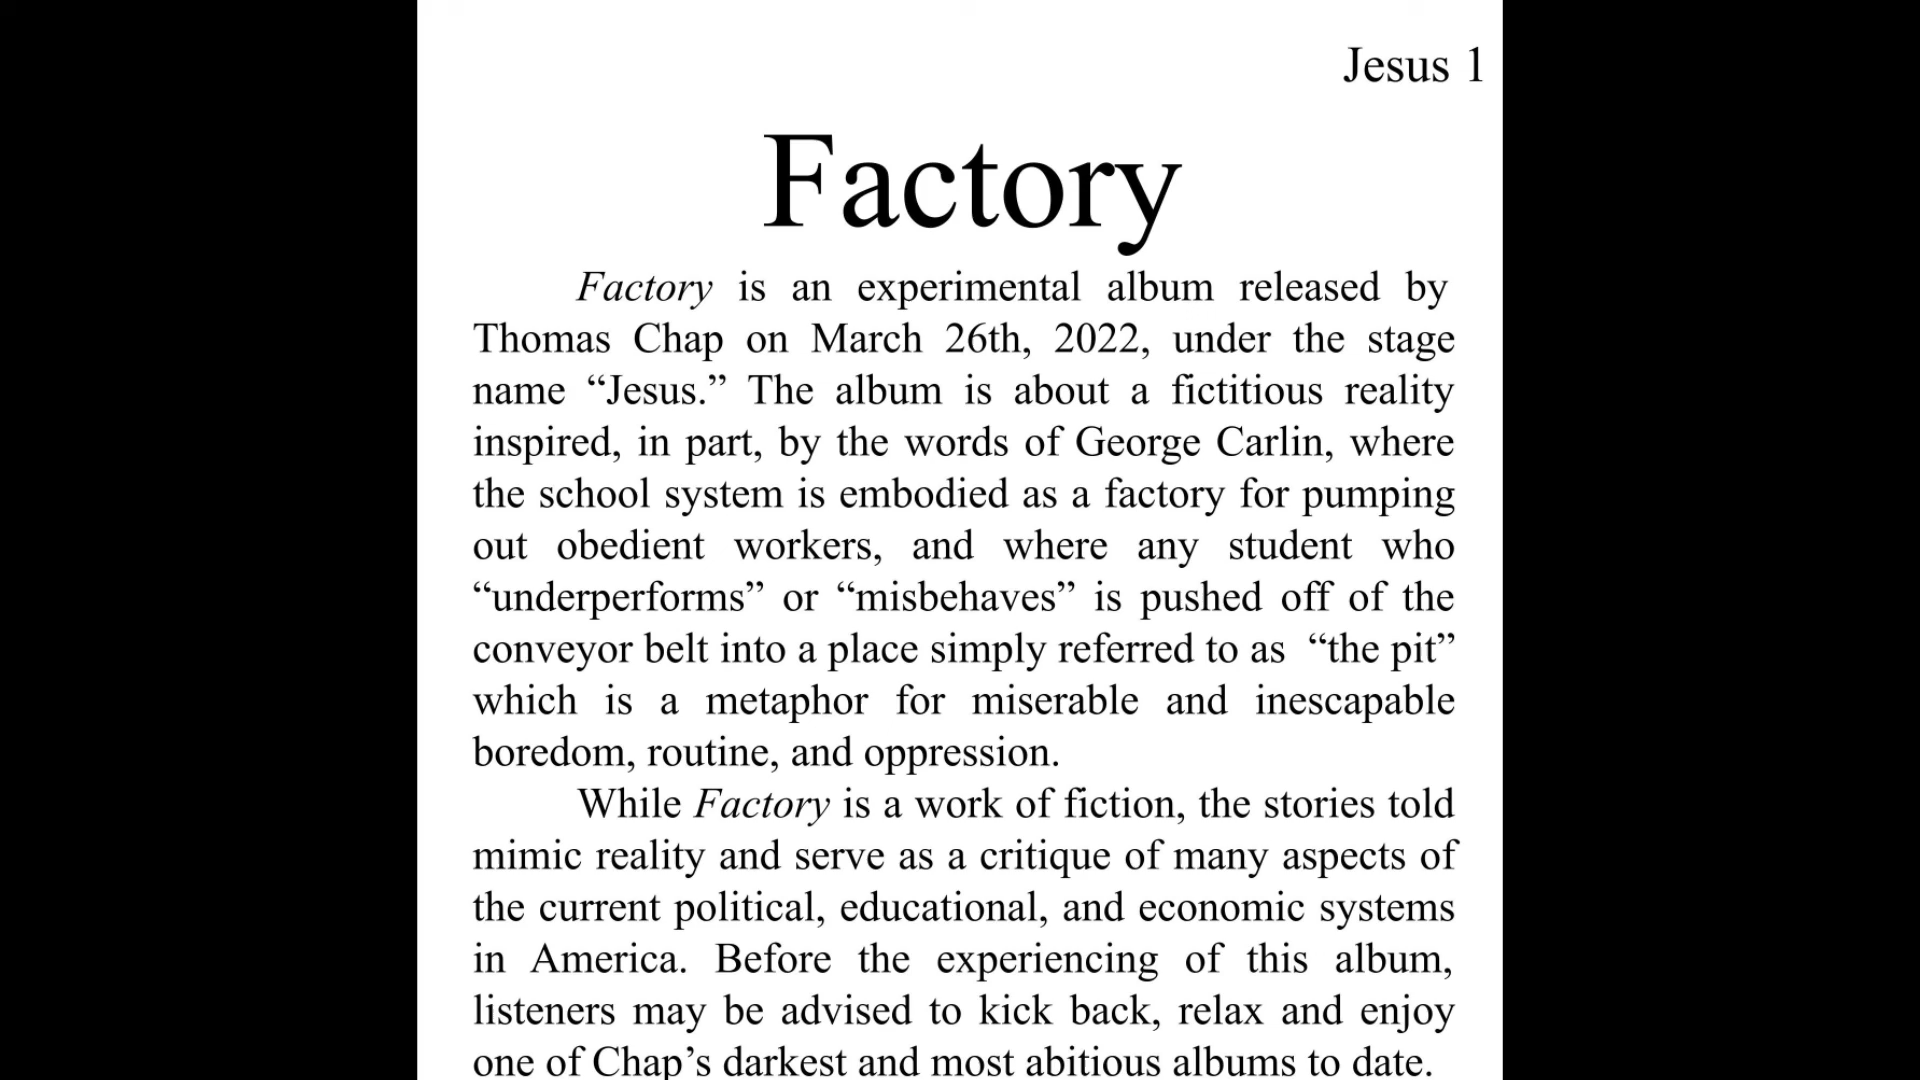 Jesus 1
Factory
Factory is an experimental album released by
Thomas Chap on March 26th, 2022, under the stage
name “Jesus.” The album is about a fictitious reality
inspired, in part, by the words of George Carlin, where
the school system is embodied as a factory for pumping
out obedient workers, and where any student who
“underperforms” or “misbehaves” is pushed off of the
conveyor belt into a place simply referred to as “the pit”
which is a metaphor for miserable and inescapable
boredom, routine, and oppression.
While Factory is a work of fiction, the stories told
mimic reality and serve as a critique of many aspects of
the current political, educational, and economic systems
in America. Before the experiencing of this album,
listeners may be advised to kick back, relax and enjoy
one of Chap’s darkest and most abitious albums to date.